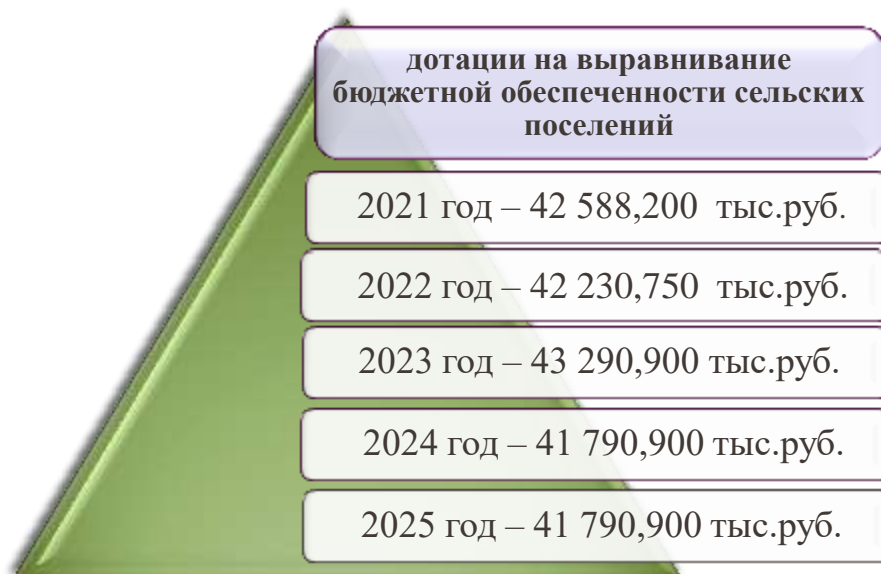 дотации на выравнивание
бюджетной обеспеченности сельских
поселений
2021 год – 42 588,200 тыс.руб.
2022 год – 42 230,750 тыс.руб.
2023 год – 43 290,900 тыс.руб.
2024 год – 41 790,900 тыс.руб.
2025 год – 41 790,900 тыс.руб.